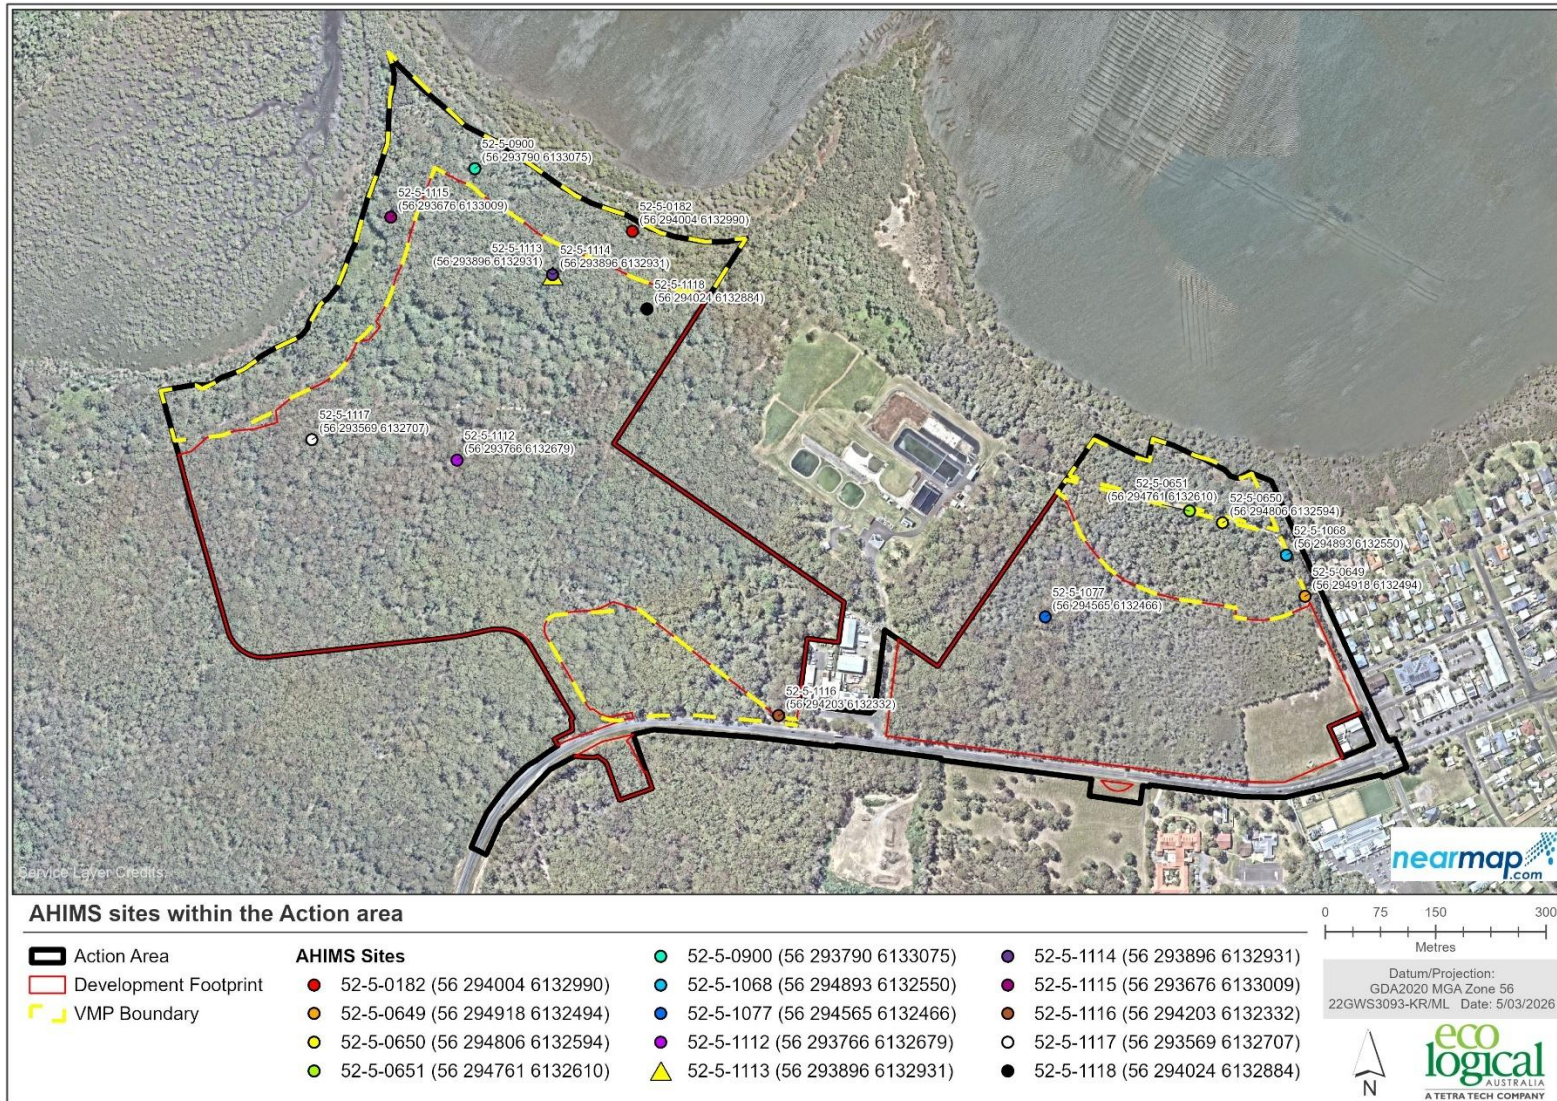 52-5-0900
(56 293790 6133075)
52-5-1115
(56 293676 6133009)
52-5-0182
(56 294004 6132990)
52-5-1113
(56 293896 6132931)
52-5-1114
(56 293896 6132931)
52-5-1118
(56 294024 6132884)
52-5-1117
(56 293569 6132707)
52-5-1112
(56 293766 6132679)
52-5-0651
(56 294761 6132610)
52-5-0650
(56 294806 6132594)
52-5-1068
(56 294893 6132550)
52-5-0649
(56 294918 6132494)
52-5-1077
(56 294565 6132466)
52-5-1116
(56 294203 6132332)
nearmap
.com
Service Layer Credits:
AHIMS sites within the Action area
Action Area
Development Footprint
VMP Boundary
AHIMS Sites
52-5-0182 (56 294004 6132990)
52-5-0649 (56 294918 6132494)
52-5-0650 (56 294806 6132594)
52-5-0651 (56 294761 6132610)
52-5-0900 (56 293790 6133075)
52-5-1068 (56 294893 6132550)
52-5-1077 (56 294565 6132466)
52-5-1112 (56 293766 6132679)
52-5-1113 (56 293896 6132931)
52-5-1114 (56 293896 6132931)
52-5-1115 (56 293676 6133009)
52-5-1116 (56 294203 6132332)
52-5-1117 (56 293569 6132707)
52-5-1118 (56 294024 6132884)
0 75 150 300
Metres
Datum/Projection:
GDA2020 MGA Zone 56
22GWS3093-KR/ML Date: 5/03/2026
N
eco
logical
AUSTRALIA
A TETRA TECH COMPANY